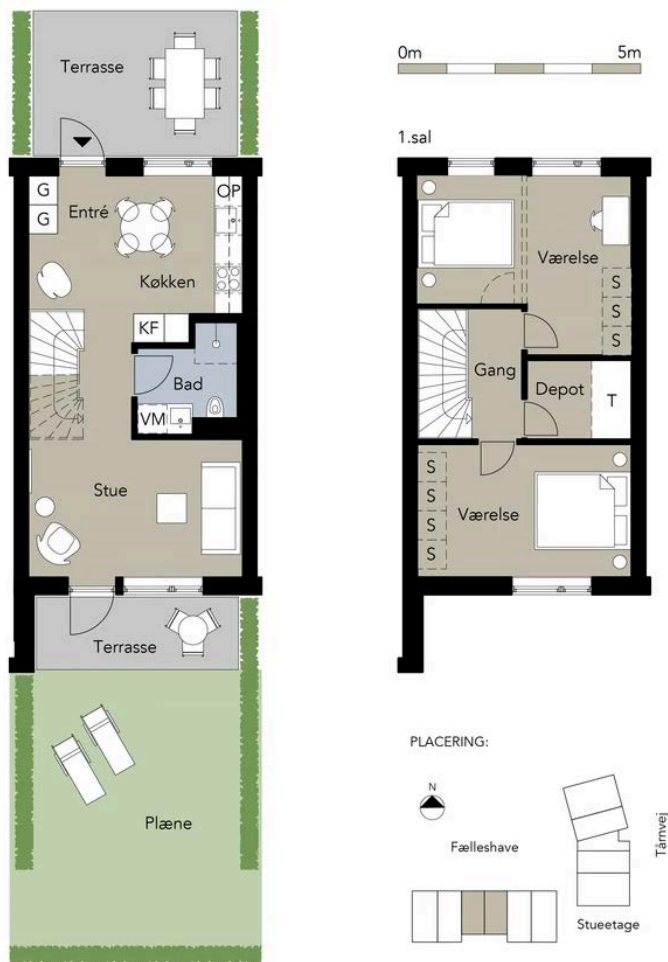 Terrasse
G
G
Entré
OP
Køkken
KF
Bad
VM
Stue
Terrasse
Plæne
0m 5m
1.sal
Værelse
S
S
S
Gang
Depot
T
S
S
S
S
Værelse
PLACERING:
N
Fælleshave
Tårnvej
Stueetage